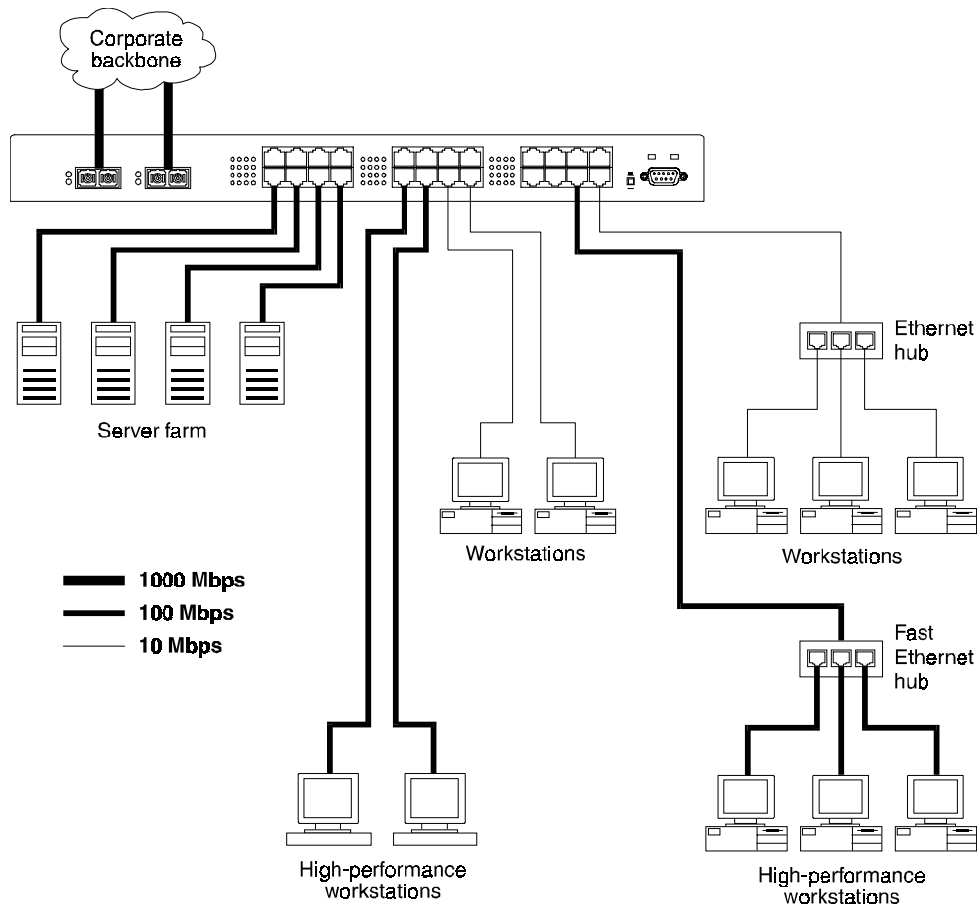 Corporate
backbone
Ethernet
hub
Server farm
Workstations
Workstations
1000 Mbps
100 Mbps
10 Mbps
Fast
Ethernet
hub
High-performance
workstations
High-performance
workstations